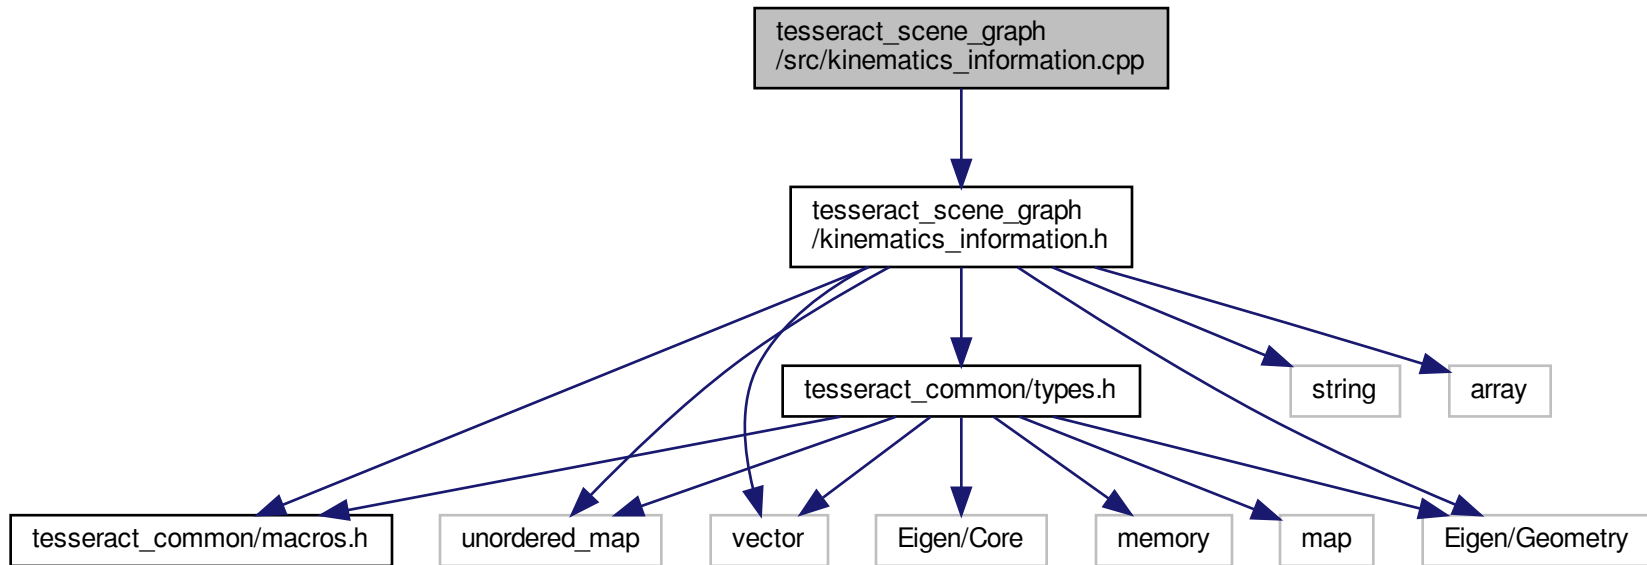 tesseract_scene_graph
/src/kinematics_information.cpp
tesseract_scene_graph
/kinematics_information.h
tesseract_common/types.h
string
array
tesseract_common/macros.h
unordered_map
vector
Eigen/Core
memory
map
Eigen/Geometry